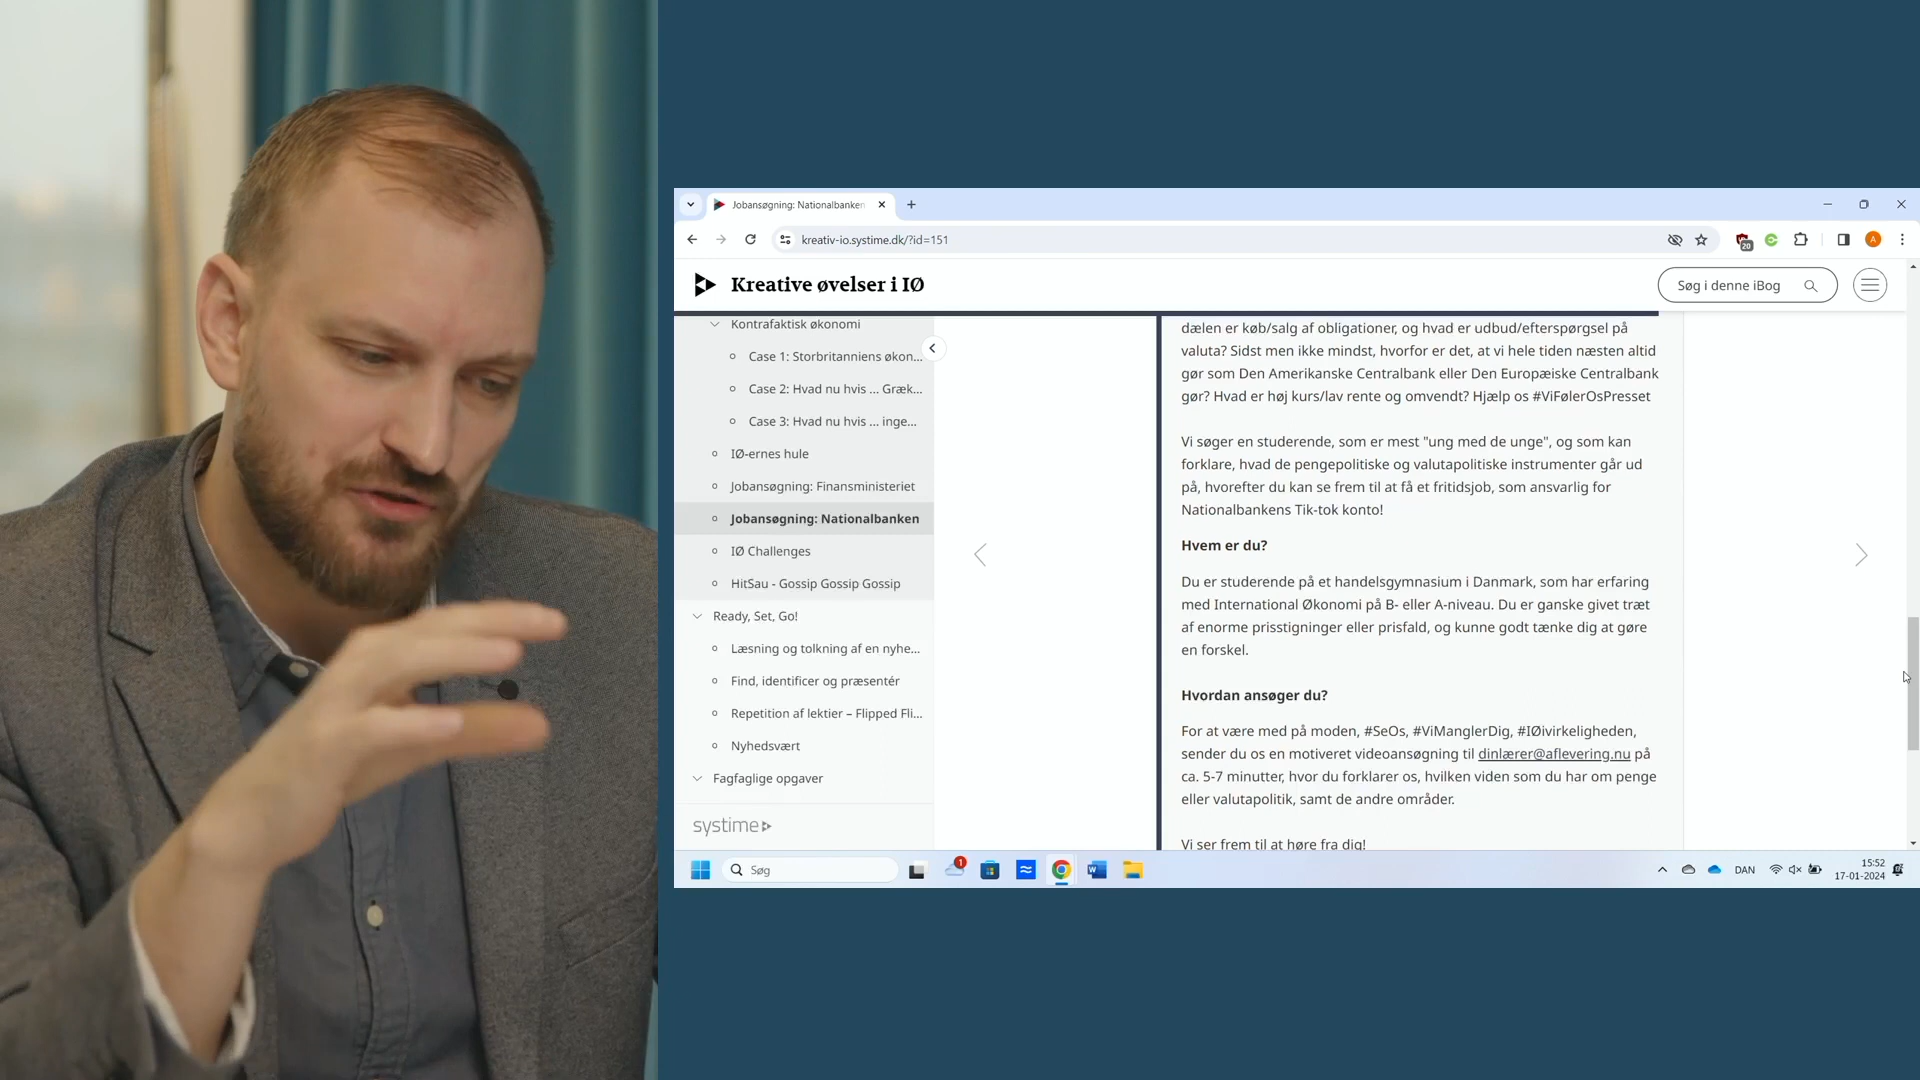 Jobansøgning: Nationalbanken
kreativ-io.systime.dk/?id=151
20
A
Kreative øvelser i IØ
Søg i denne iBog
Kontrafaktisk økonomi
Case 1: Storbritanniens økon...
Case 2: Hvad nu hvis ... Græk...
Case 3: Hvad nu hvis ... inge...
IØ-ernes hule
Jobansøgning: Finansministeriet
Jobansøgning: Nationalbanken
IØ Challenges
HitSau - Gossip Gossip Gossip
Ready, Set, Go!
Læsning og tolkning af en nyhe...
Find, identificer og præsentér
Repetition af lektier – Flipped Fli...
Nyhedsvært
Fagfaglige opgaver
systime
dælen er køb/salg af obligationer, og hvad er udbud/efterspørgsel på
valuta? Sidst men ikke mindst, hvorfor er det, at vi hele tiden næsten altid
gør som Den Amerikanske Centralbank eller Den Europæiske Centralbank
gør? Hvad er høj kurs/lav rente og omvendt? Hjælp os #ViFølerOsPresset
Vi søger en studerende, som er mest "ung med de unge", og som kan
forklare, hvad de pengepolitiske og valutapolitiske instrumenter går ud
på, hvorefter du kan se frem til at få et fritidsjob, som ansvarlig for
Nationalbankens Tik-tok konto!
Hvem er du?
Du er studerende på et handelsgymnasium i Danmark, som har erfaring
med International Økonomi på B- eller A-niveau. Du er ganske givet træt
af enorme prisstigninger eller prisfald, og kunne godt tænke dig at gøre
en forskel.
Hvordan ansøger du?
For at være med på moden, #SeOs, #ViManglerDig, #IØivirkeligheden,
sender du os en motiveret videoansøgning til dinlærer@aflevering.nu på
ca. 5-7 minutter, hvor du forklarer os, hvilken viden som du har om penge
eller valutapolitik, samt de andre områder.
Vi ser frem til at høre fra dig!
Søg
1
DAN
15:52
17-01-2024